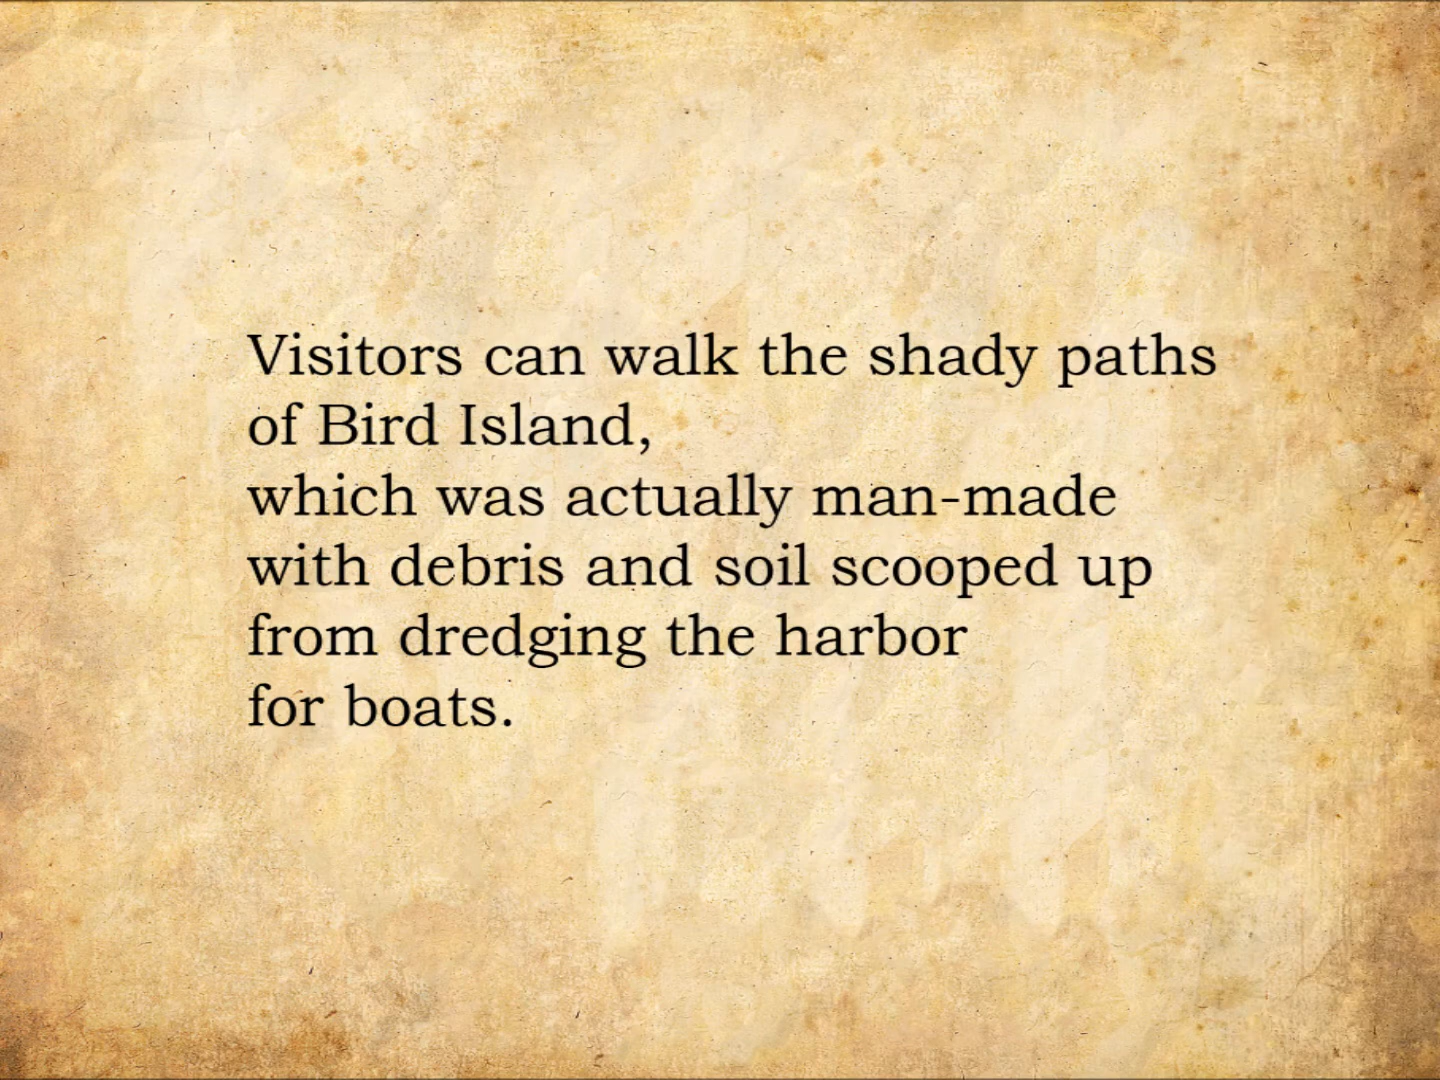 Visitors can walk the shady paths
of Bird Island,
which was actually man-made
with debris and soil scooped up
from dredging the harbor
for boats.